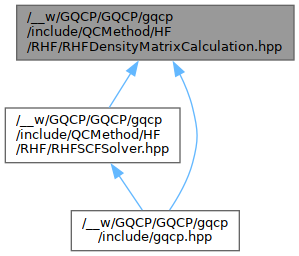 /__w/GQCP/GQCP/gqcp
/include/QCMethod/HF
/RHF/RHFDensityMatrixCalculation.hpp
/__w/GQCP/GQCP/gqcp
/include/QCMethod/HF
/RHF/RHFSCFSolver.hpp
/__w/GQCP/GQCP/gqcp
/include/gqcp.hpp